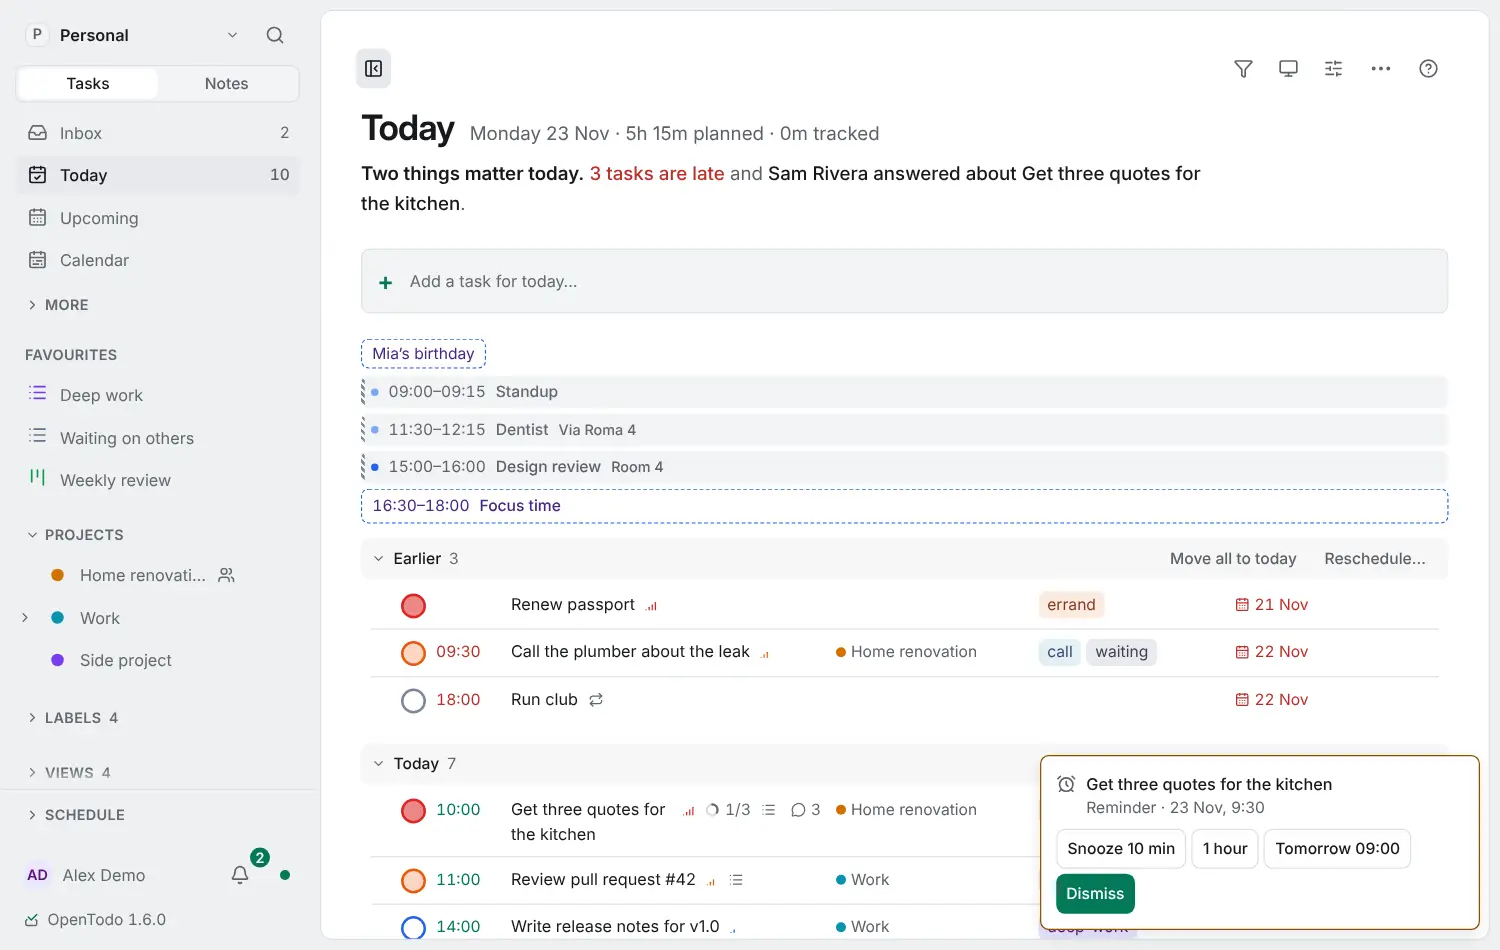 P Personal
Tasks Notes
Inbox 2
Today 10
Upcoming
Calendar
MORE
FAVOURITES
Deep work
Waiting on others
Weekly review
PROJECTS
Home renovati...
Work
Side project
LABELS 4
VIEWS 4
SCHEDULE
AD Alex Demo 2
OpenTodo 1.6.0
Today Monday 23 Nov · 5h 15m planned · 0m tracked
Two things matter today. 3 tasks are late and Sam Rivera answered about Get three quotes for
the kitchen.
+ Add a task for today...
Mia's birthday
09:00–09:15 Standup
11:30–12:15 Dentist Via Roma 4
15:00–16:00 Design review Room 4
16:30–18:00 Focus time
Earlier 3 Move all to today Reschedule...
Renew passport errand 21 Nov
09:30 Call the plumber about the leak Home renovation call waiting 22 Nov
18:00 Run club 22 Nov
Today 7
10:00 Get three quotes for 1/3 3 Home renovation
the kitchen
11:00 Review pull request #42 Work
14:00 Write release notes for v1.0 Work
Get three quotes for the kitchen
Reminder · 23 Nov, 9:30
Snooze 10 min 1 hour Tomorrow 09:00
Dismiss